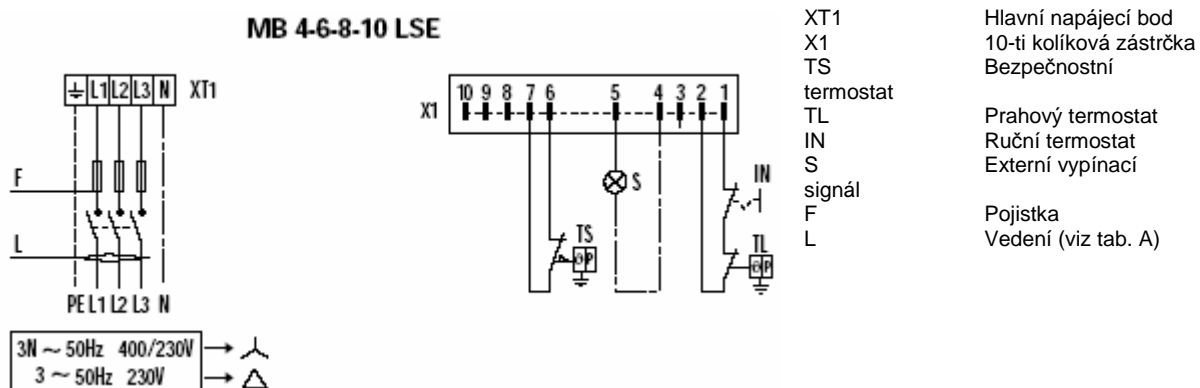 MB 4-6-8-10 LSE
L1 L2 L3 N XT1
F
L
PE L1 L2 L3 N
3N ~ 50Hz 400/230V
3 ~ 50Hz 230V
X1 10 9 8 7 6 5 4 3 2 1
S
IN
TS
θ P
TL
θ P
XT1 Hlavní napájecí bod
X1 10-ti kolíková zástrčka
TS Bezpečnostní
termostat
TL Prahový termostat
IN Ruční termostat
S Externí vypínací
signál
F Pojistka
L Vedení (viz tab. A)